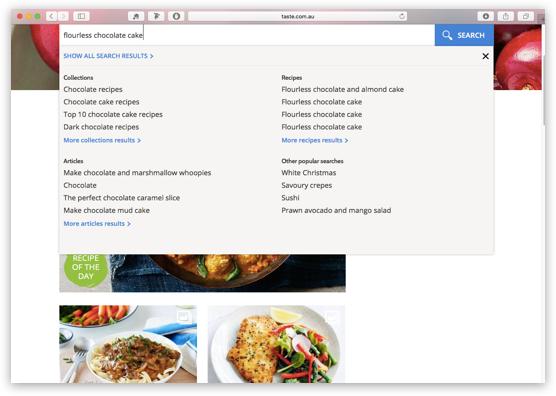 taste.com.au
flourless chocolate cake
SEARCH
SHOW ALL SEARCH RESULTS >
Collections
Chocolate recipes
Chocolate cake recipes
Top 10 chocolate cake recipes
Dark chocolate recipes
More collections results >
Recipes
Flourless chocolate and almond cake
Flourless chocolate cake
Flourless chocolate cake
Flourless chocolate cake
More recipes results >
Articles
Make chocolate and marshmallow whoopies
Chocolate
The perfect chocolate caramel slice
Make chocolate mud cake
More articles results >
Other popular searches
White Christmas
Savoury crepes
Sushi
Prawn avocado and mango salad
RECIPE
OF THE
DAY